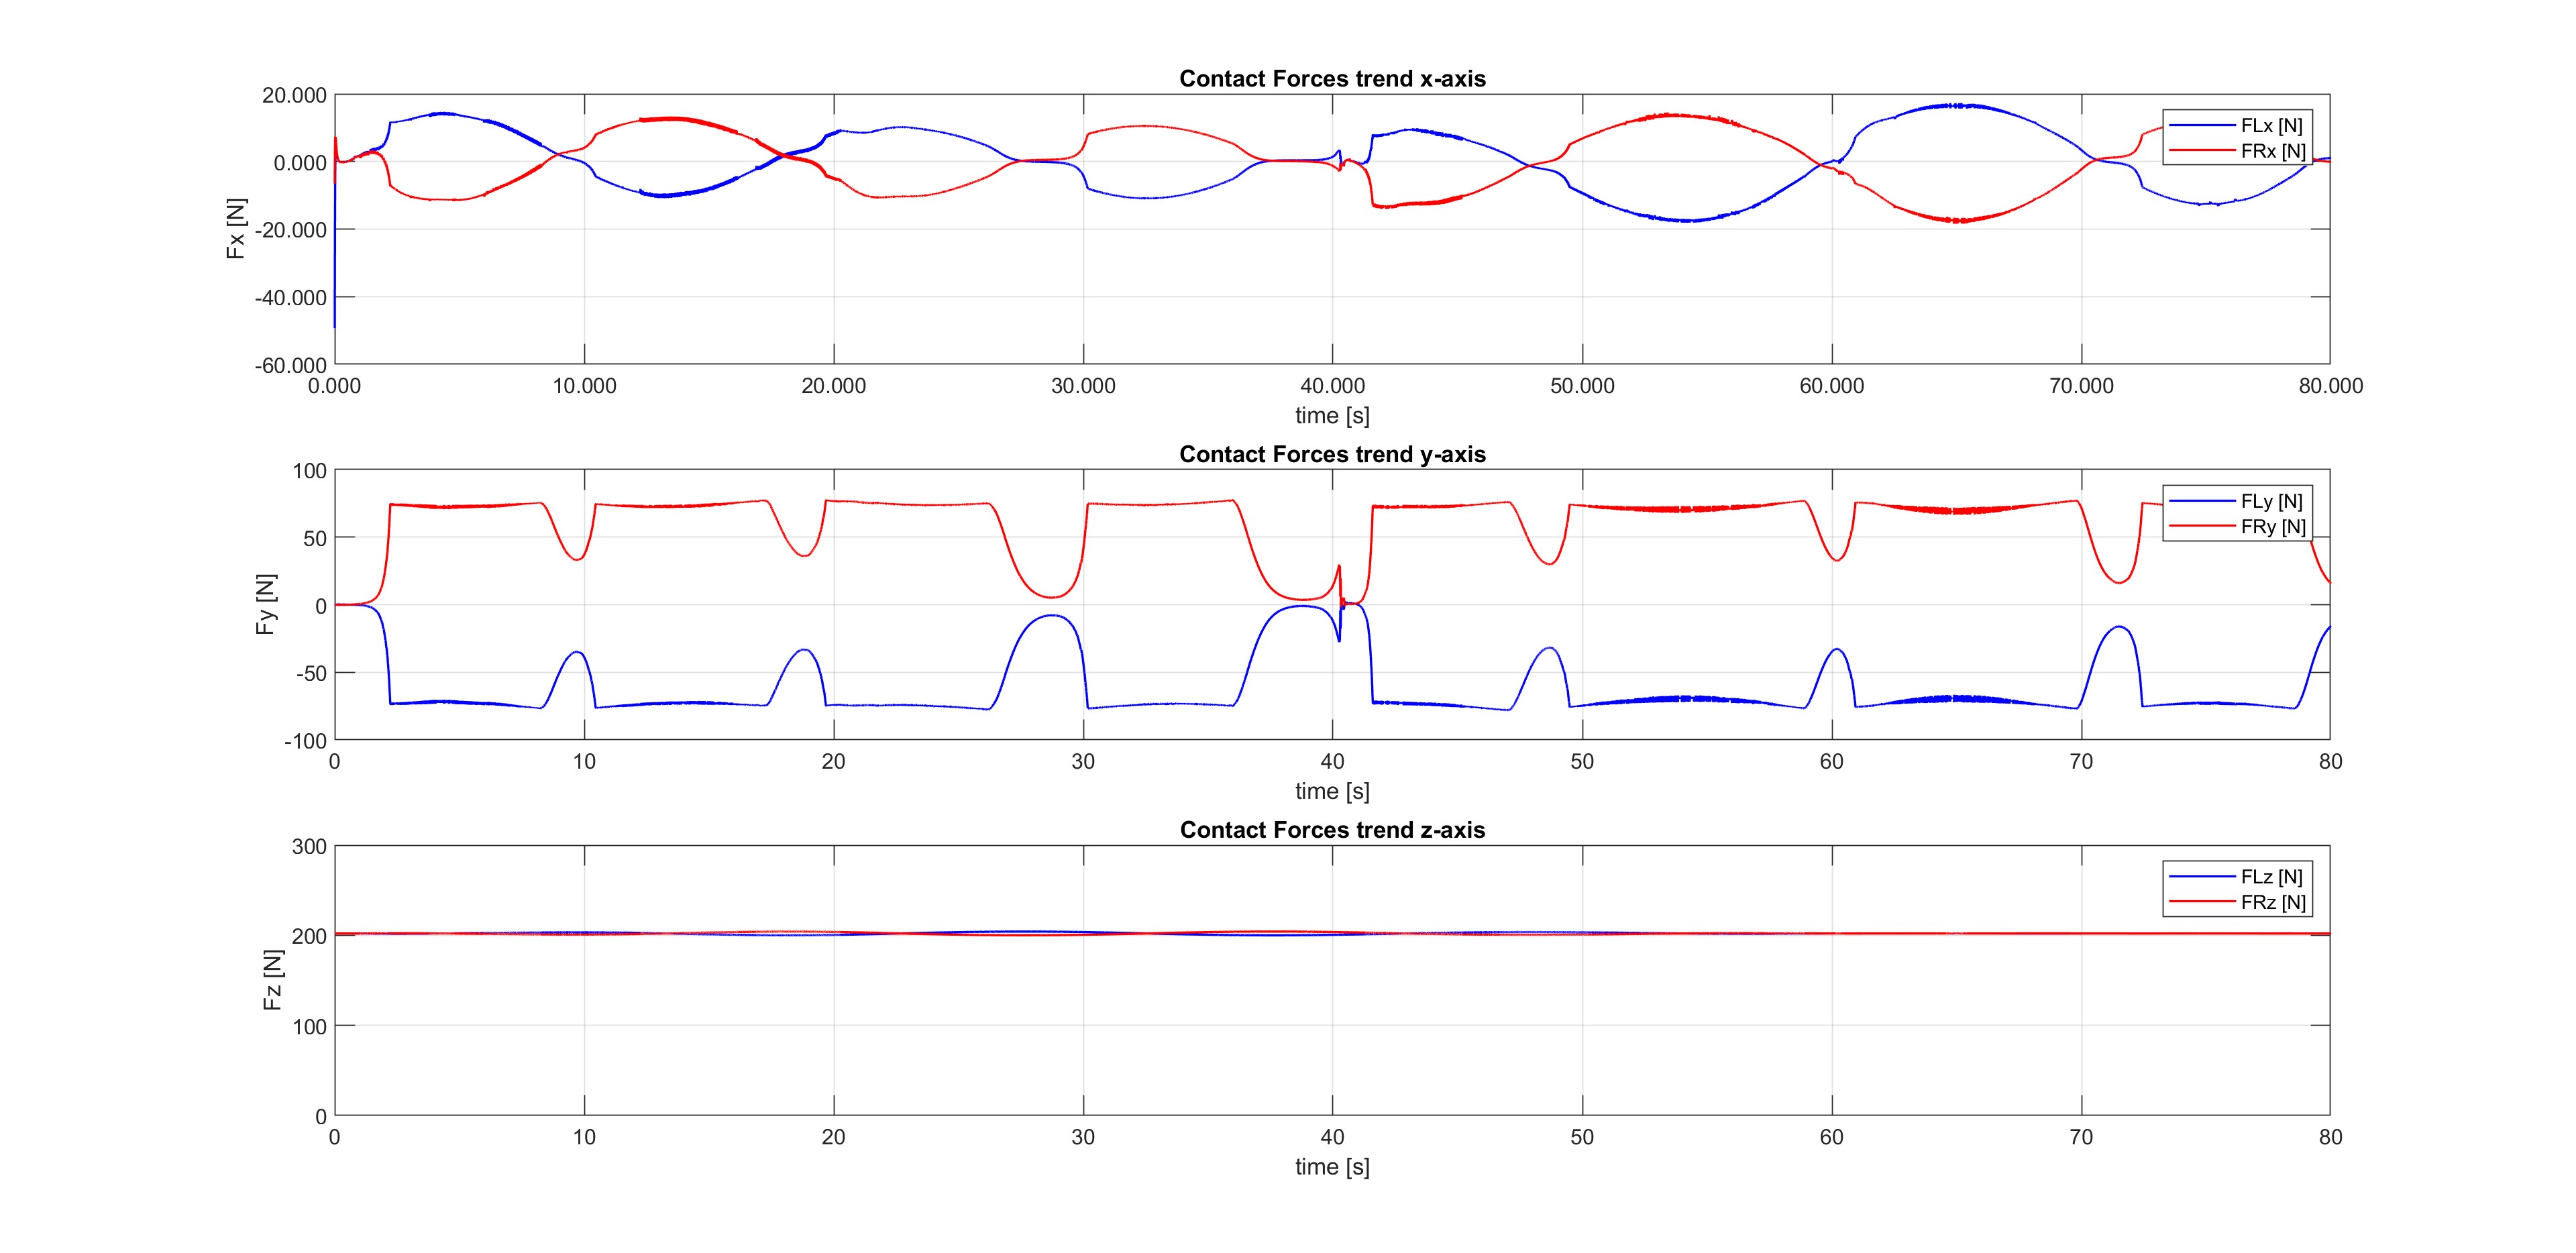 Contact Forces trend x-axis
20.000
0.000
-20.000
-40.000
-60.000
Fx [N]
FLx [N]
FRx [N]
0.000 10.000 20.000 30.000 40.000 50.000 60.000 70.000 80.000
time [s]
Contact Forces trend y-axis
100
50
0
-50
-100
Fy [N]
FLy [N]
FRy [N]
0 10 20 30 40 50 60 70 80
time [s]
Contact Forces trend z-axis
300
200
100
0
Fz [N]
FLz [N]
FRz [N]
0 10 20 30 40 50 60 70 80
time [s]